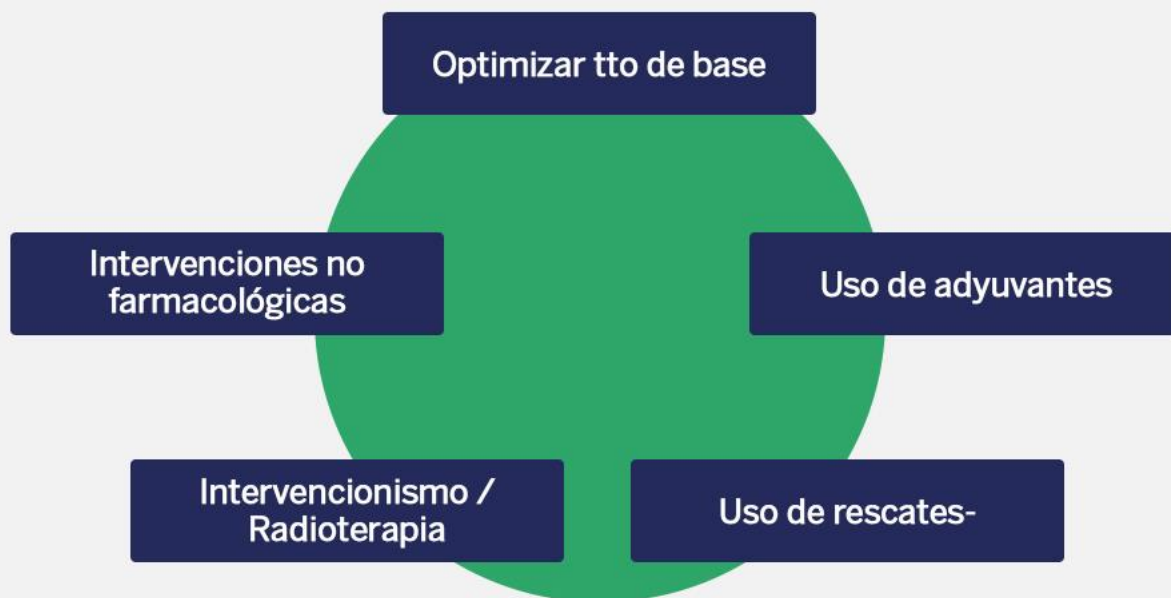 Optimizar tto de base
Intervenciones no
farmacológicas
Uso de adyuvantes
Intervencionismo /
Radioterapia
Uso de rescates-